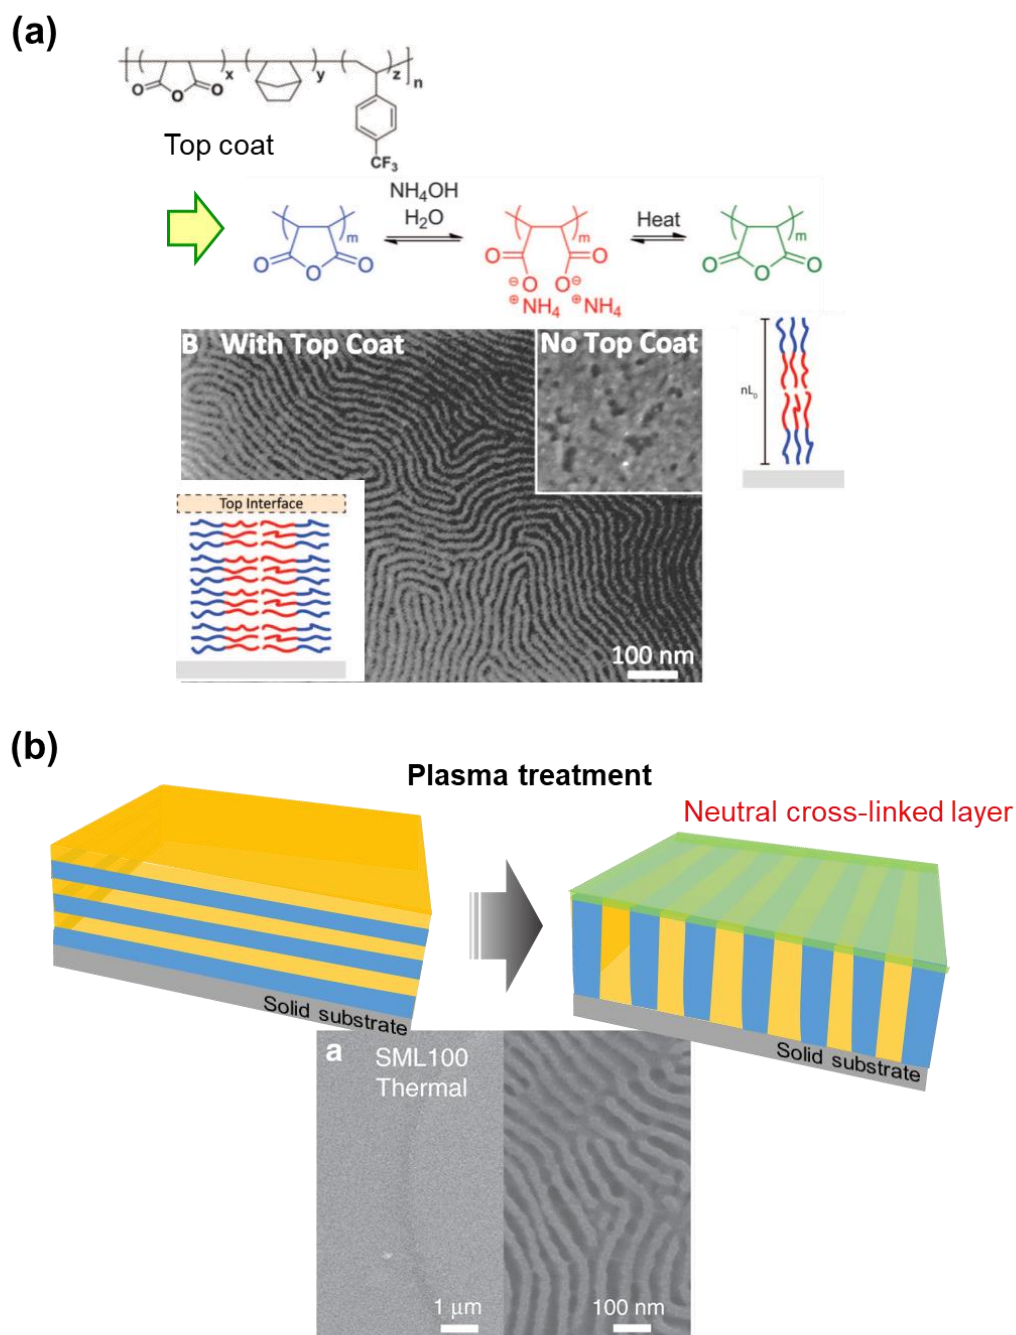 (a)
x
y
z
n
O
O
O
CF3
Top coat
NH4OH
H2O
Heat
m
m
m
O
O
O
O
O
O
O
O
O
O
⊖
⊖
⊕NH4
⊕NH4
B With Top Coat
No Top Coat
nL0
Top Interface
100 nm
(b)
Plasma treatment
Neutral cross-linked layer
Solid substrate
Solid substrate
a
SML100
Thermal
1 μm
100 nm